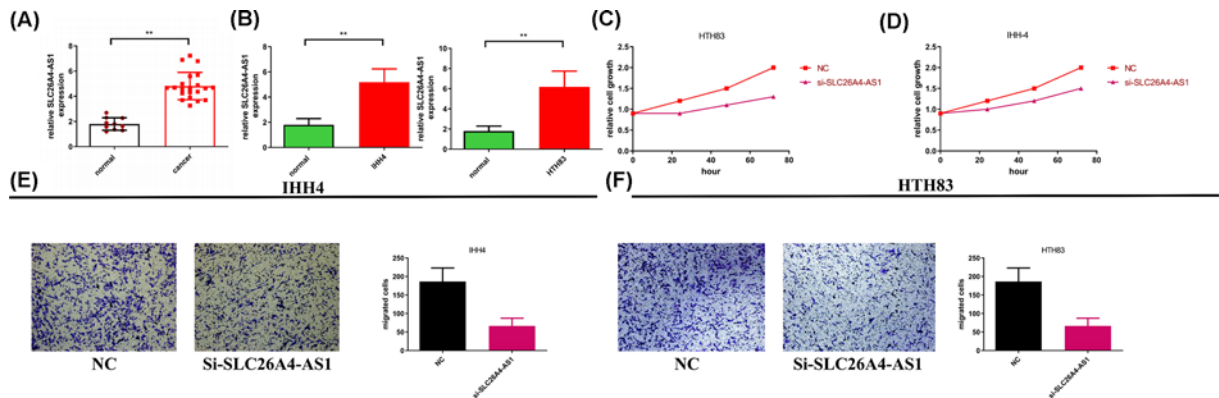 (A)
**
relative SLC26A4-AS1
expression
8
6
4
2
0
normal
cancer
(B)
**
relative SLC26A4-AS1
expression
8
6
4
2
0
normal
IHH4
**
relative SLC26A4-AS1
expression
10
8
6
4
2
0
normal
HTH83
(C)
HTH83
relative cell growth
2.5
2.0
1.5
1.0
0.5
0.0
0
20
40
60
80
hour
NC
si-SLC26A4-AS1
(D)
IHH-4
relative cell growth
2.5
2.0
1.5
1.0
0.5
0.0
0
20
40
60
80
hour
NC
si-SLC26A4-AS1
(E)
IHH4
NC
Si-SLC26A4-AS1
IHH4
migrated cells
250
200
150
100
50
0
NC
si-SLC26A4-AS1
(F)
HTH83
NC
Si-SLC26A4-AS1
HTH83
migrated cells
250
200
150
100
50
0
NC
si-SLC26A4-AS1